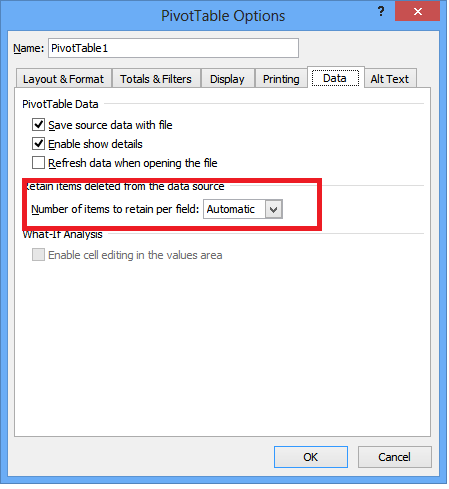 PivotTable Options
? ×
Name: PivotTable1
Layout & Format Totals & Filters Display Printing Data Alt Text
PivotTable Data
Save source data with file
Enable show details
Refresh data when opening the file
Retain items deleted from the data source
Number of items to retain per field: Automatic
What-If Analysis
Enable cell editing in the values area
OK Cancel